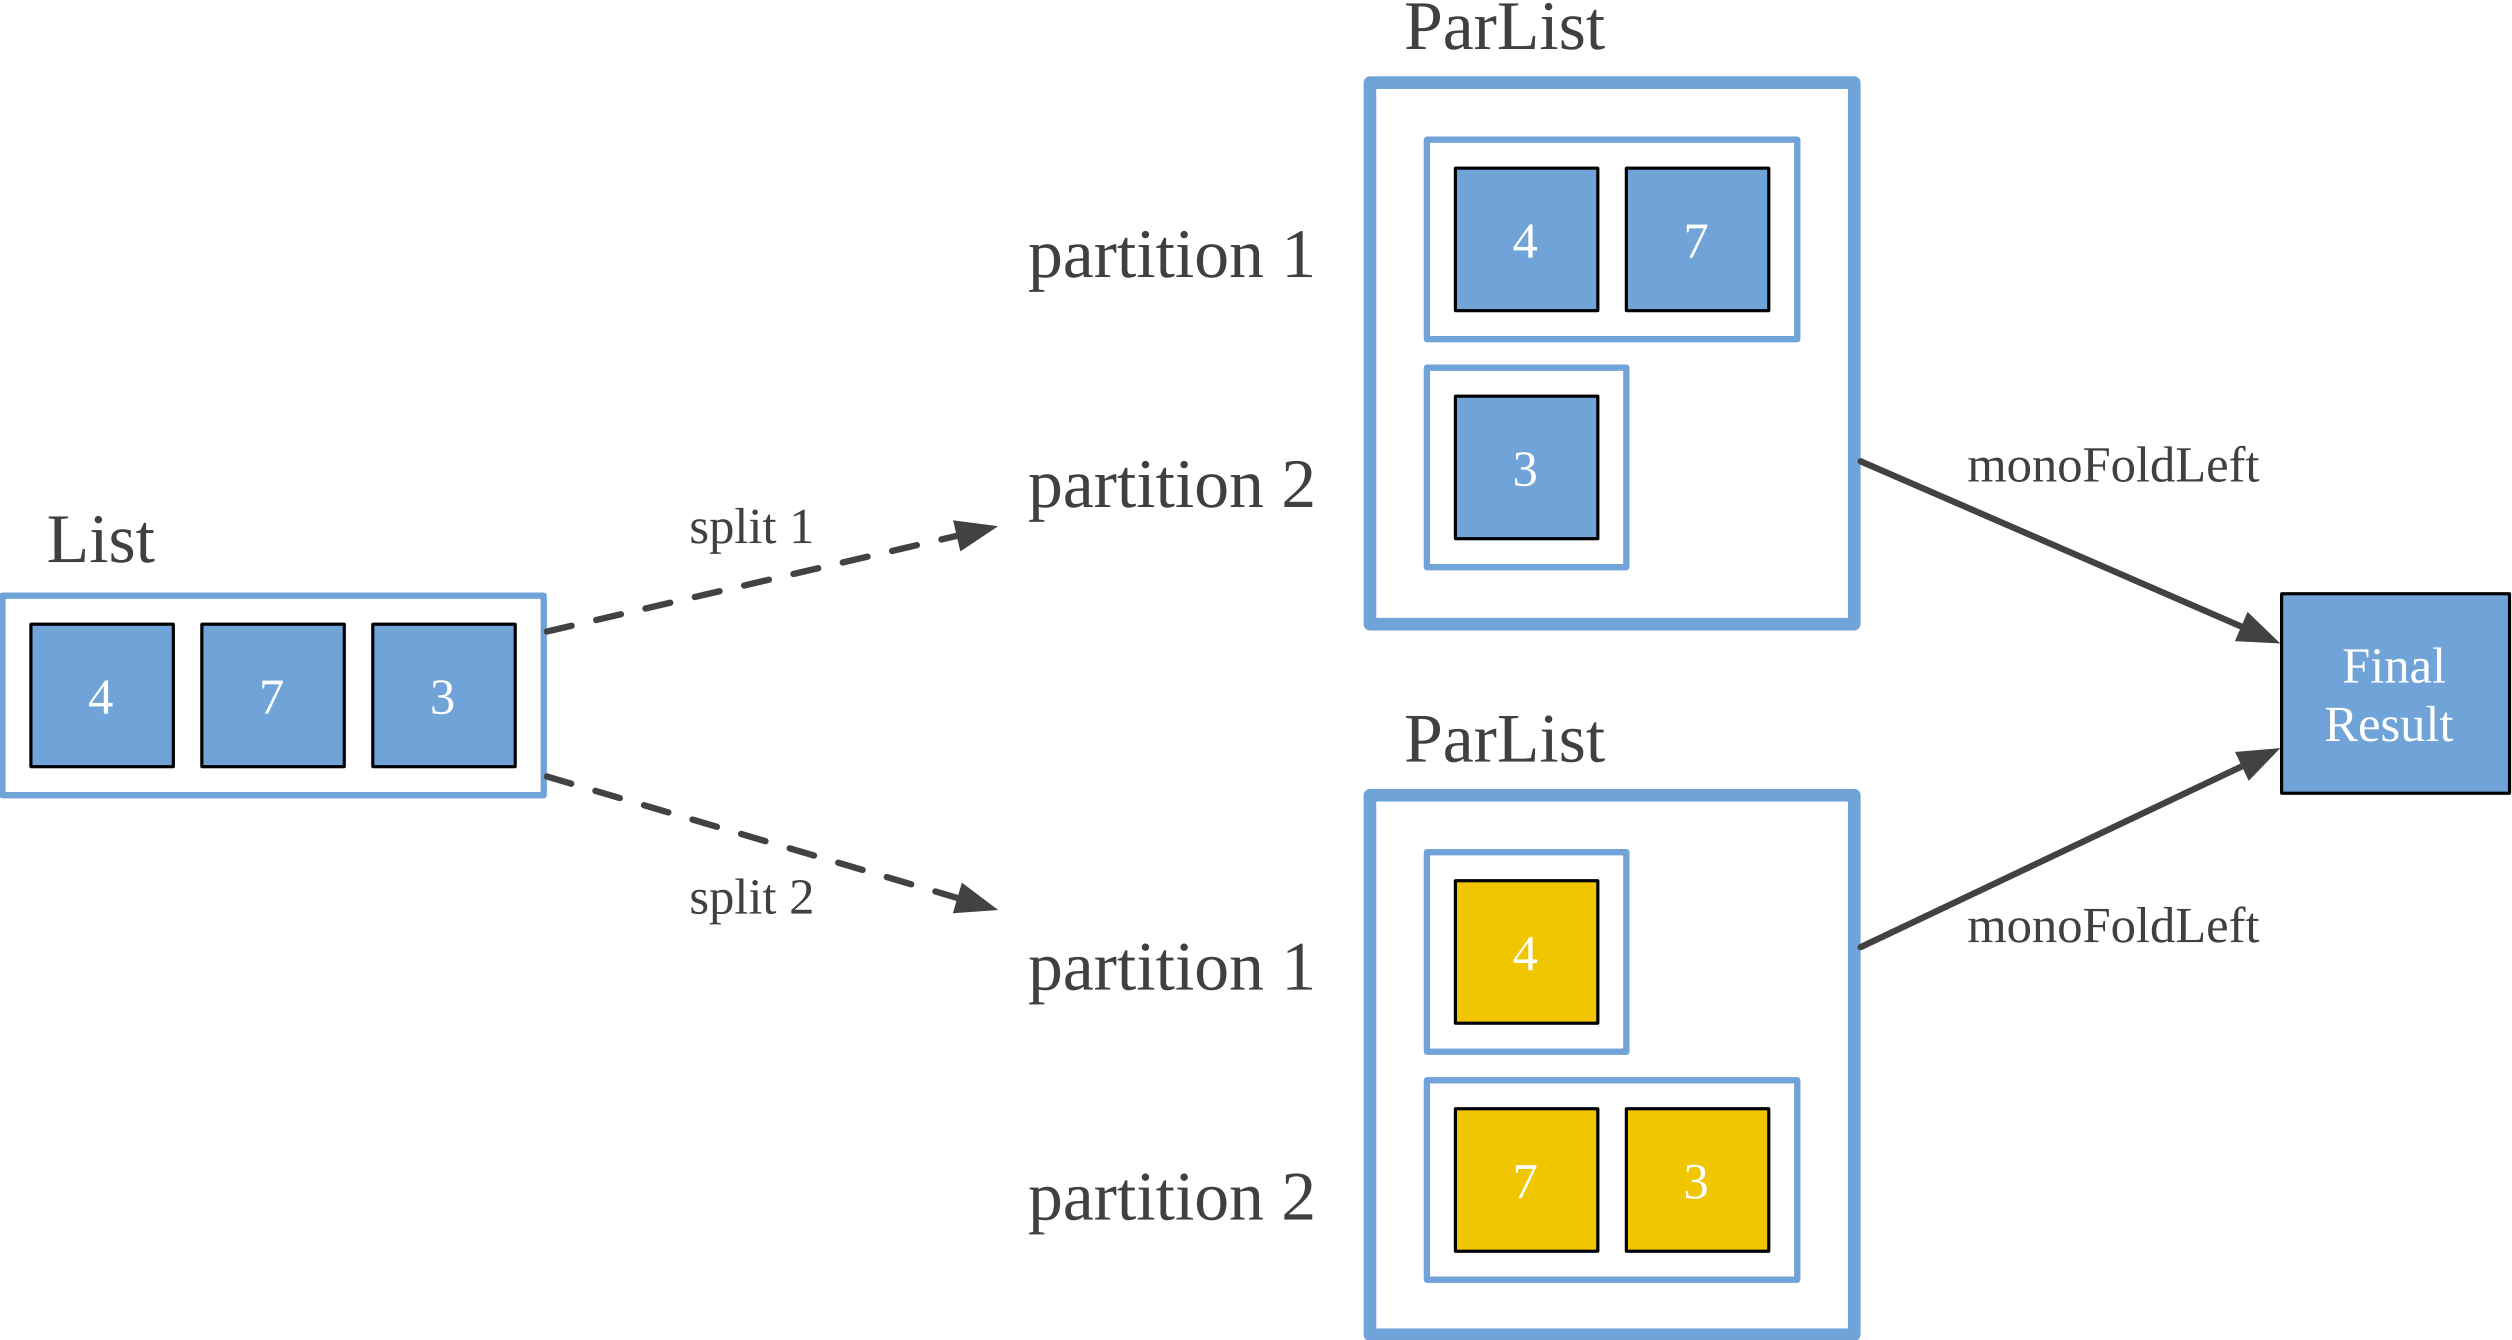 List
4 7 3
split 1
split 2
ParList
partition 1
4 7
partition 2
3
ParList
partition 1
4
partition 2
7 3
monoFoldLeft
monoFoldLeft
Final
Result